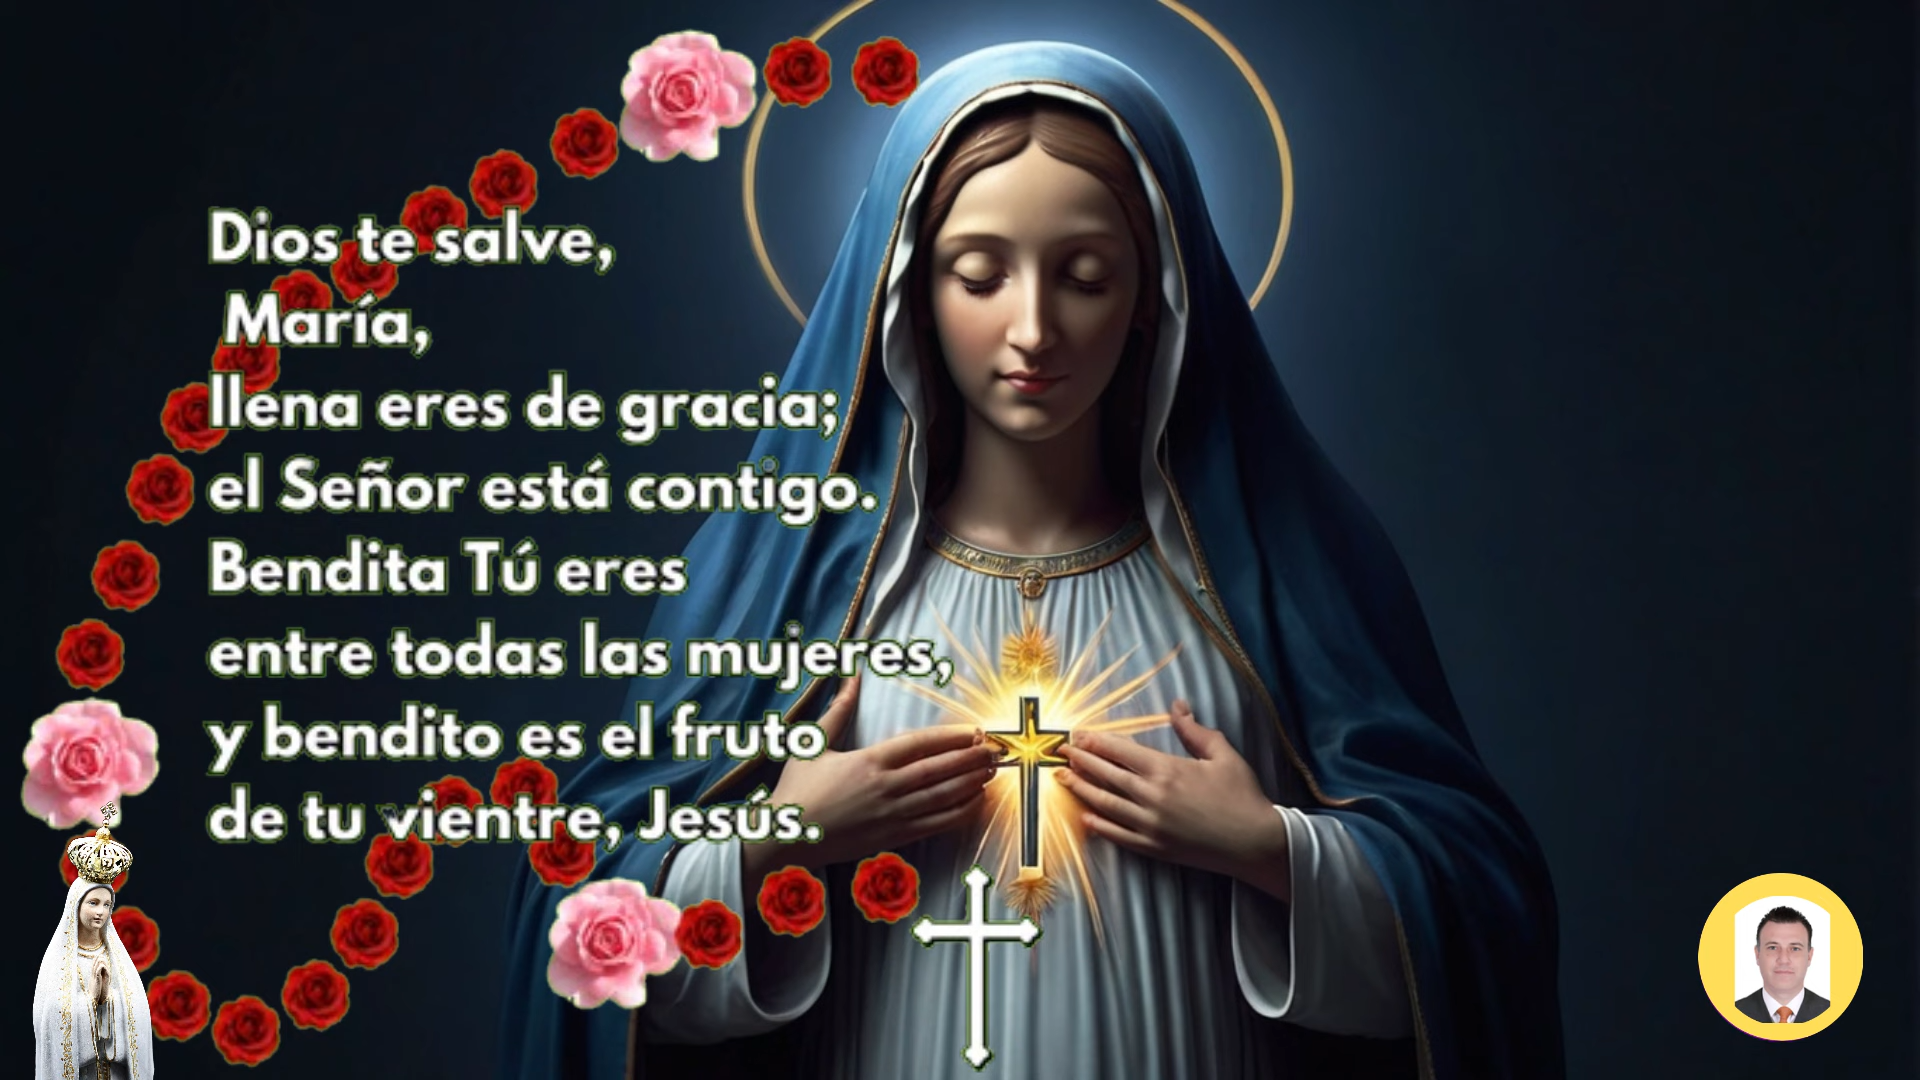 Dios te salve,
María,
llena eres de gracia;
el Señor está contigo.
Bendita Tú eres
entre todas las mujeres,
y bendito es el fruto
de tu vientre, Jesús.